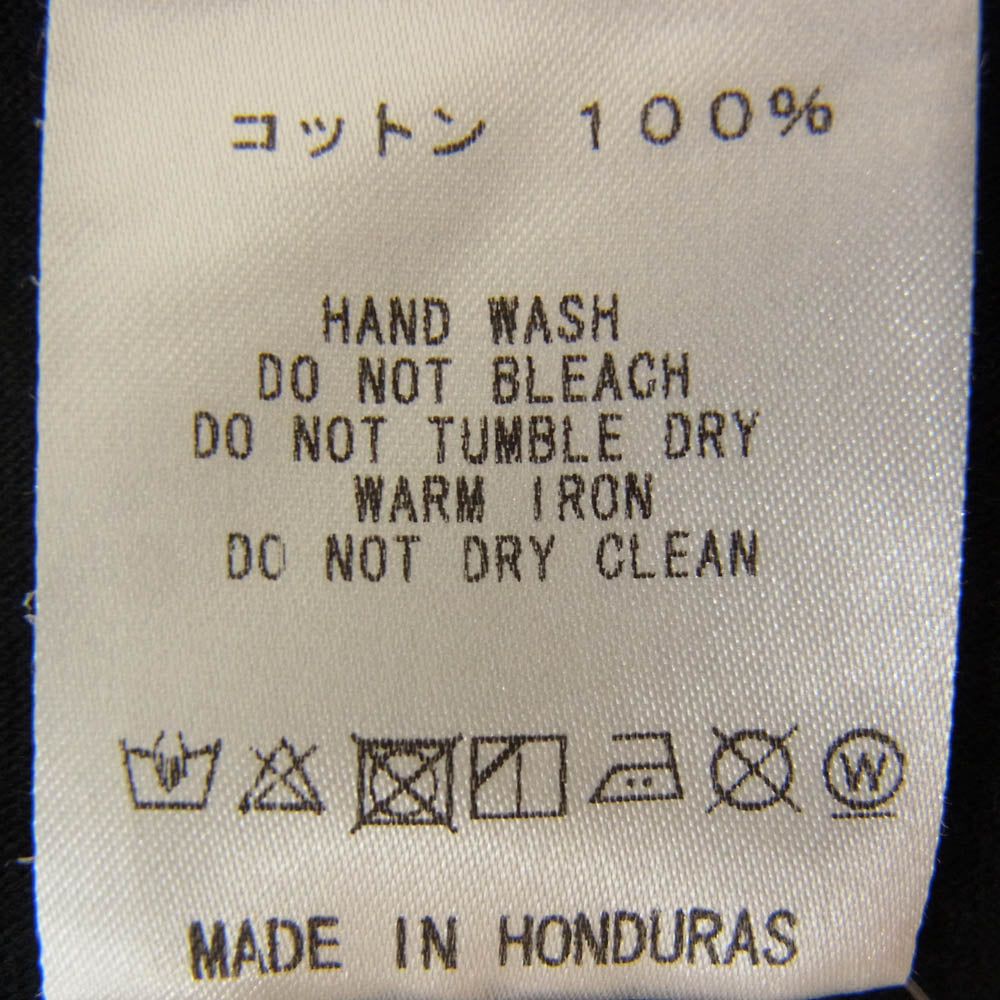 コットン　１００％
HAND WASH
DO NOT BLEACH
DO NOT TUMBLE DRY
WARM IRON
DO NOT DRY CLEAN
W
MADE IN HONDURAS